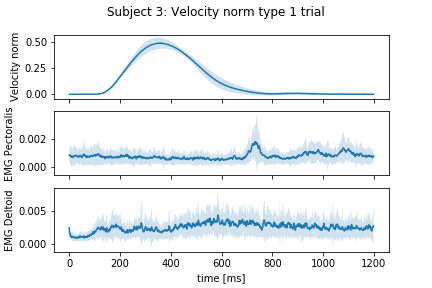 Subject 3: Velocity norm type 1 trial
Velocity norm
0.50
0.25
0.00
EMG Pectoralis
0.002
0.000
EMG Deltoid
0.005
0.000
0 200 400 600 800 1000 1200
time [ms]